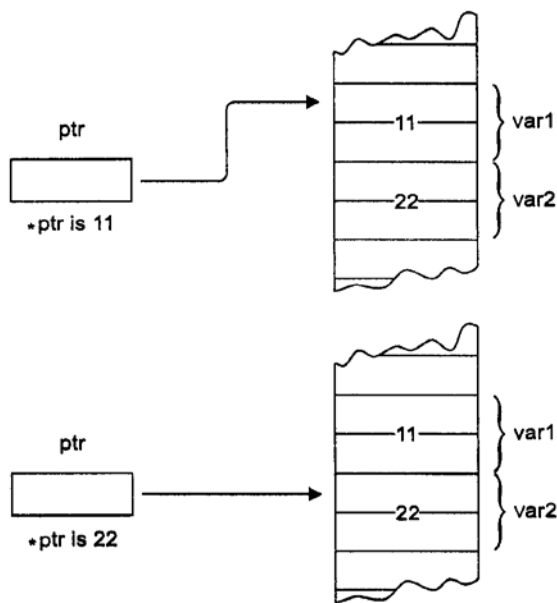 ptr
*ptr is 11
11
var1
22
var2
ptr
*ptr is 22
11
var1
22
var2